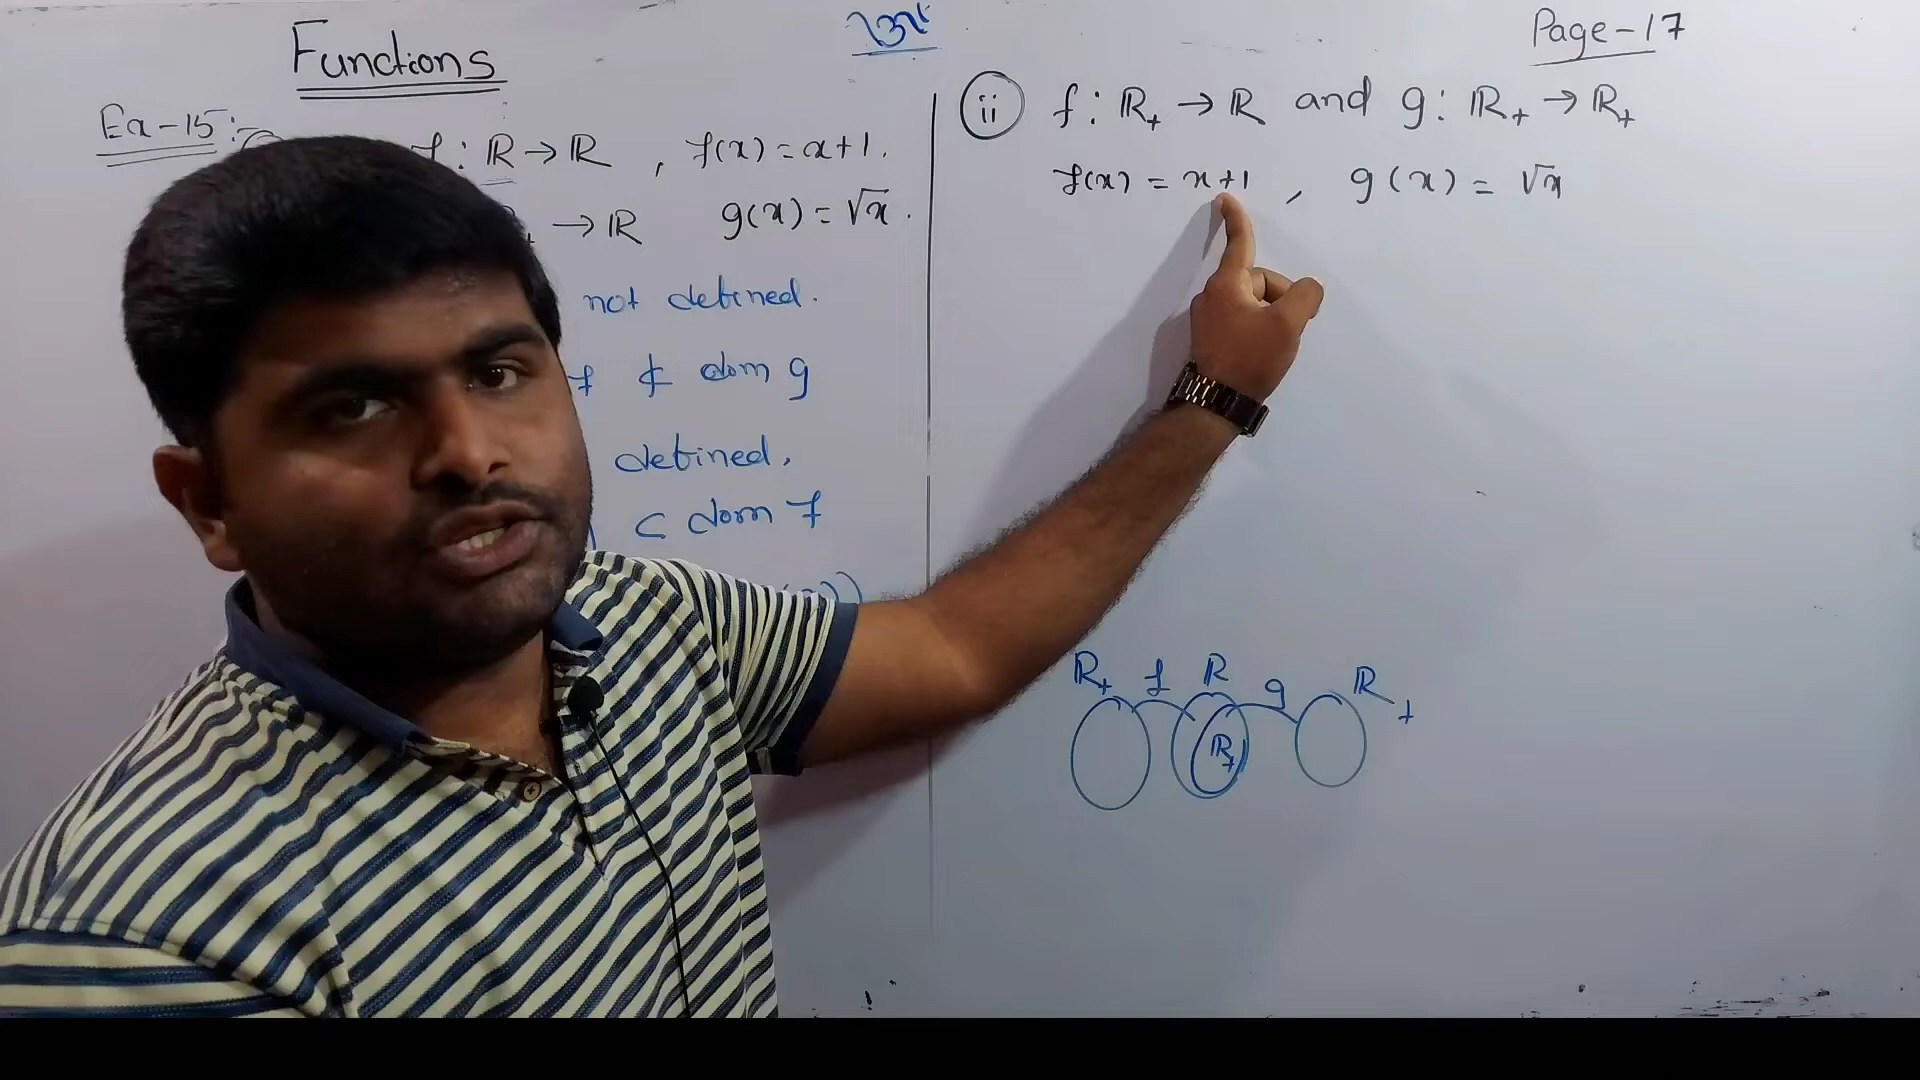 Functions
Page-17
Ex-15:-
f : R → R , f(x) = x+1.
→ R g(x) = √x .
not defined.
f ⊄ dom g
defined.
⊂ dom f
(ii) f : R₊ → R and g : R₊ → R₊
f(x) = x+1 , g(x) = √x
R₊ f R g R₊
R₊